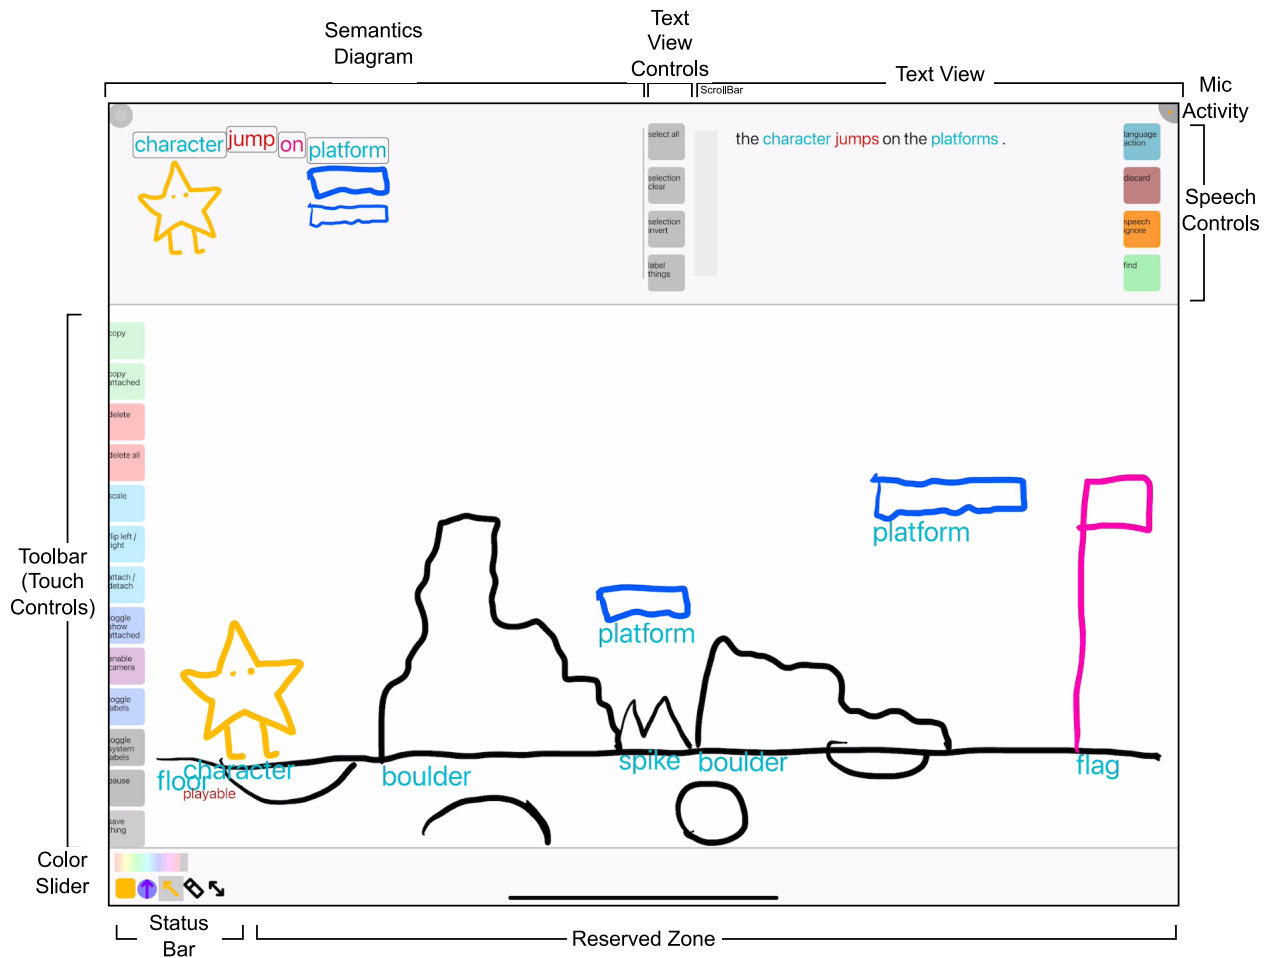 Semantics
Diagram
Text
View
Controls
Text View
ScrollBar
Mic
Activity
character
jump
on
platform
select all
selection
clear
selection
invert
label
things
the character jumps on the platforms .
language
action
discard
speech
ignore
find
Speech
Controls
Toolbar
(Touch
Controls)
copy
copy
attached
delete
delete all
scale
flip left /
right
attach /
detach
toggle
show
attached
enable
camera
toggle
labels
toggle
system
labels
pause
save
thing
platform
platform
floor
character
playable
boulder
spike
boulder
flag
Color
Slider
Status
Bar
Reserved Zone